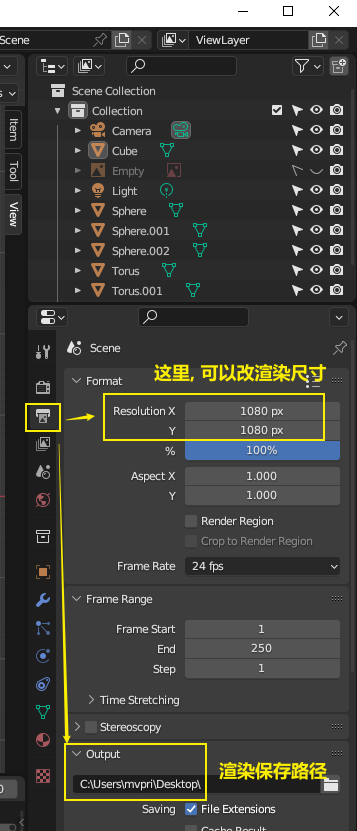 Scene
ViewLayer
Item
Tool
View
Scene Collection
Collection
Camera
Cube
Empty
Light
Sphere
Sphere.001
Sphere.002
Torus
Torus.001
Scene
这里, 可以改渲染尺寸
Format
Resolution X 1080 px
Y 1080 px
% 100%
Aspect X 1.000
Y 1.000
Render Region
Crop to Render Region
Frame Rate 24 fps
Frame Range
Frame Start 1
End 250
Step 1
Time Stretching
Stereoscopy
Output
渲染保存路径
C:\Users\mvpri\Desktop\
Saving File Extensions
Cache Result